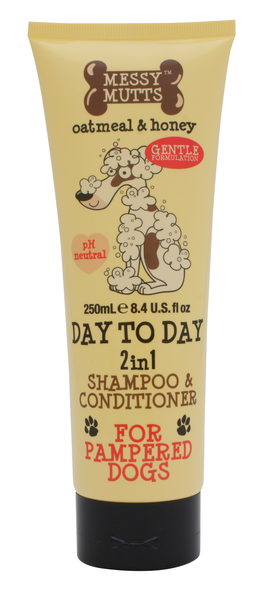 MESSY™
MUTTS
oatmeal & honey
GENTLE
FORMULATION
pH
neutral
250mL e 8.4 U.S. fl oz
DAY TO DAY
2in1
SHAMPOO &
CONDITIONER
FOR
PAMPERED
DOGS